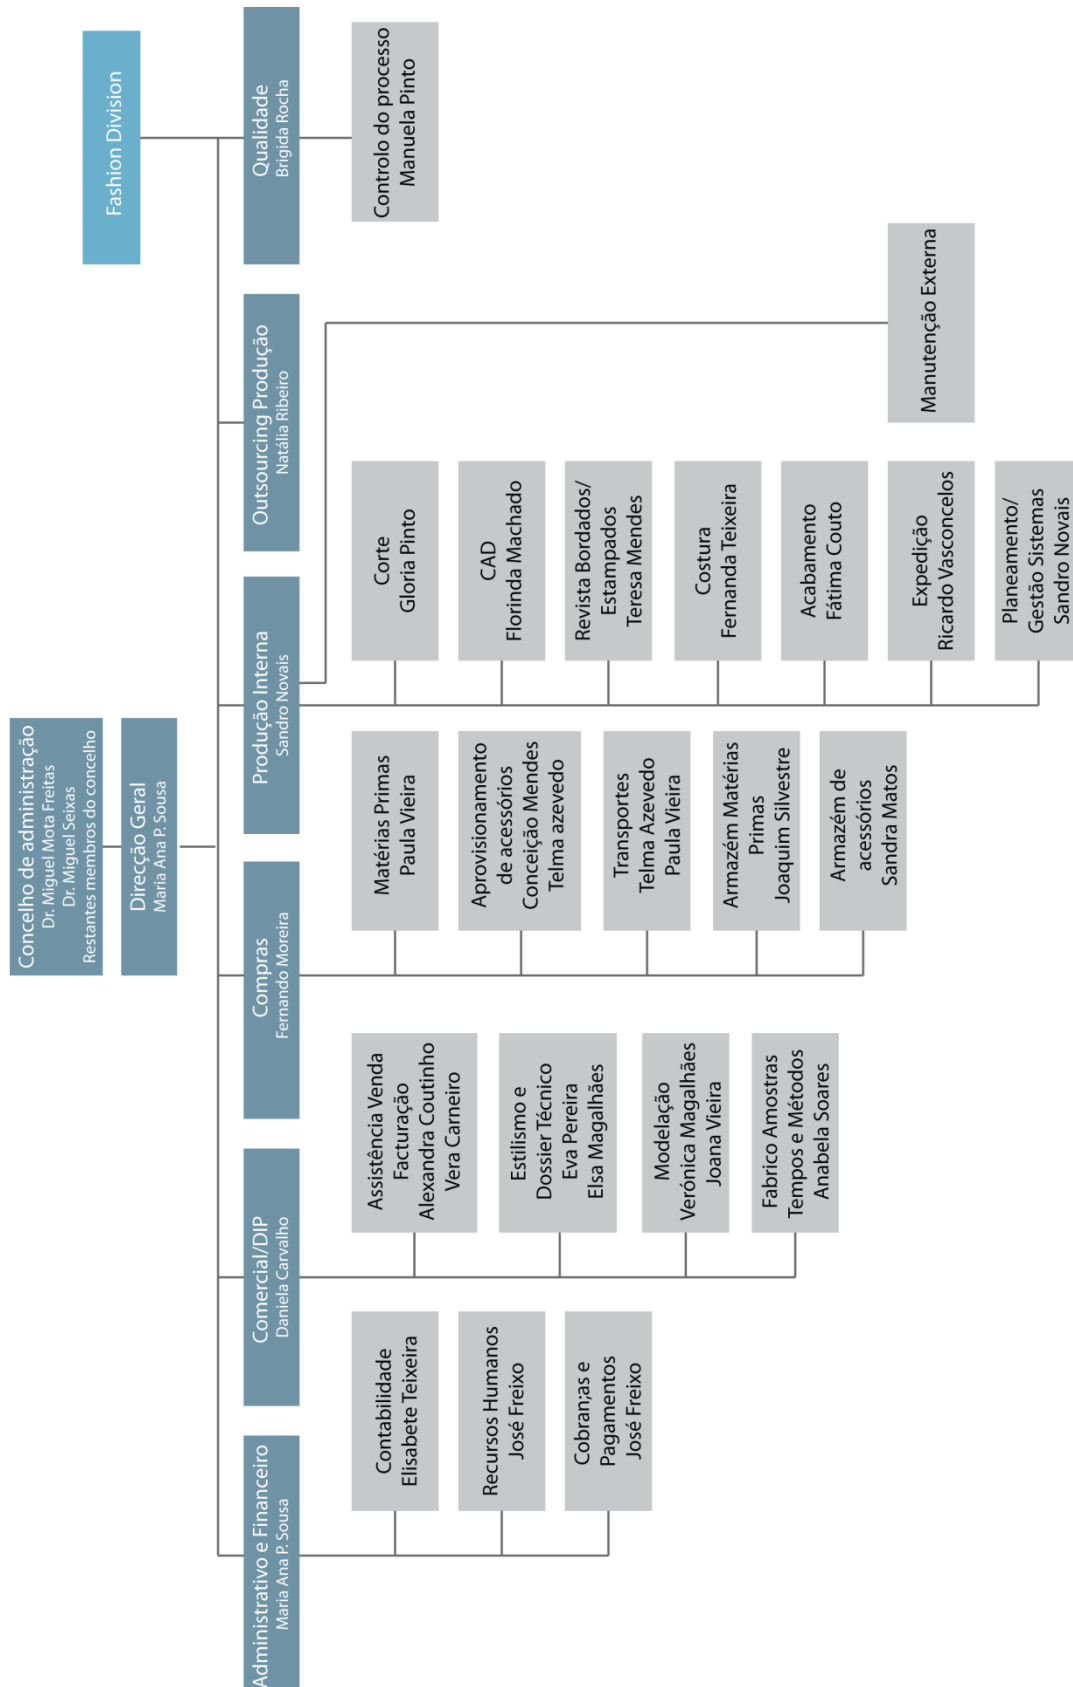 Concelho de administração
Dr. Miguel Mota Freitas
Dr. Miguel Seixas
Restantes membros do concelho
Direcção Geral
Maria Ana P. Sousa
Fashion Division
Administrativo e Financeiro
Maria Ana P. Sousa
Contabilidade
Elisabete Teixeira
Recursos Humanos
José Freixo
Cobran;as e
Pagamentos
José Freixo
Comercial/DIP
Daniela Carvalho
Assistência Venda
Facturação
Alexandra Coutinho
Vera Carneiro
Estilismo e
Dossier Técnico
Eva Pereira
Elsa Magalhães
Modelação
Verónica Magalhães
Joana Vieira
Fabrico Amostras
Tempos e Métodos
Anabela Soares
Compras
Fernando Moreira
Matérias Primas
Paula Vieira
Aprovisionamento
de acessórios
Conceição Mendes
Telma azevedo
Transportes
Telma Azevedo
Paula Vieira
Armazém Matérias
Primas
Joaquim Silvestre
Armazém de
acessórios
Sandra Matos
Produção Interna
Sandro Novais
Corte
Gloria Pinto
CAD
Florinda Machado
Revista Bordados/
Estampados
Teresa Mendes
Costura
Fernanda Teixeira
Acabamento
Fátima Couto
Expedição
Ricardo Vasconcelos
Planeamento/
Gestão Sistemas
Sandro Novais
Manutenção Externa
Outsourcing Produção
Natália Ribeiro
Qualidade
Brigida Rocha
Controlo do processo
Manuela Pinto